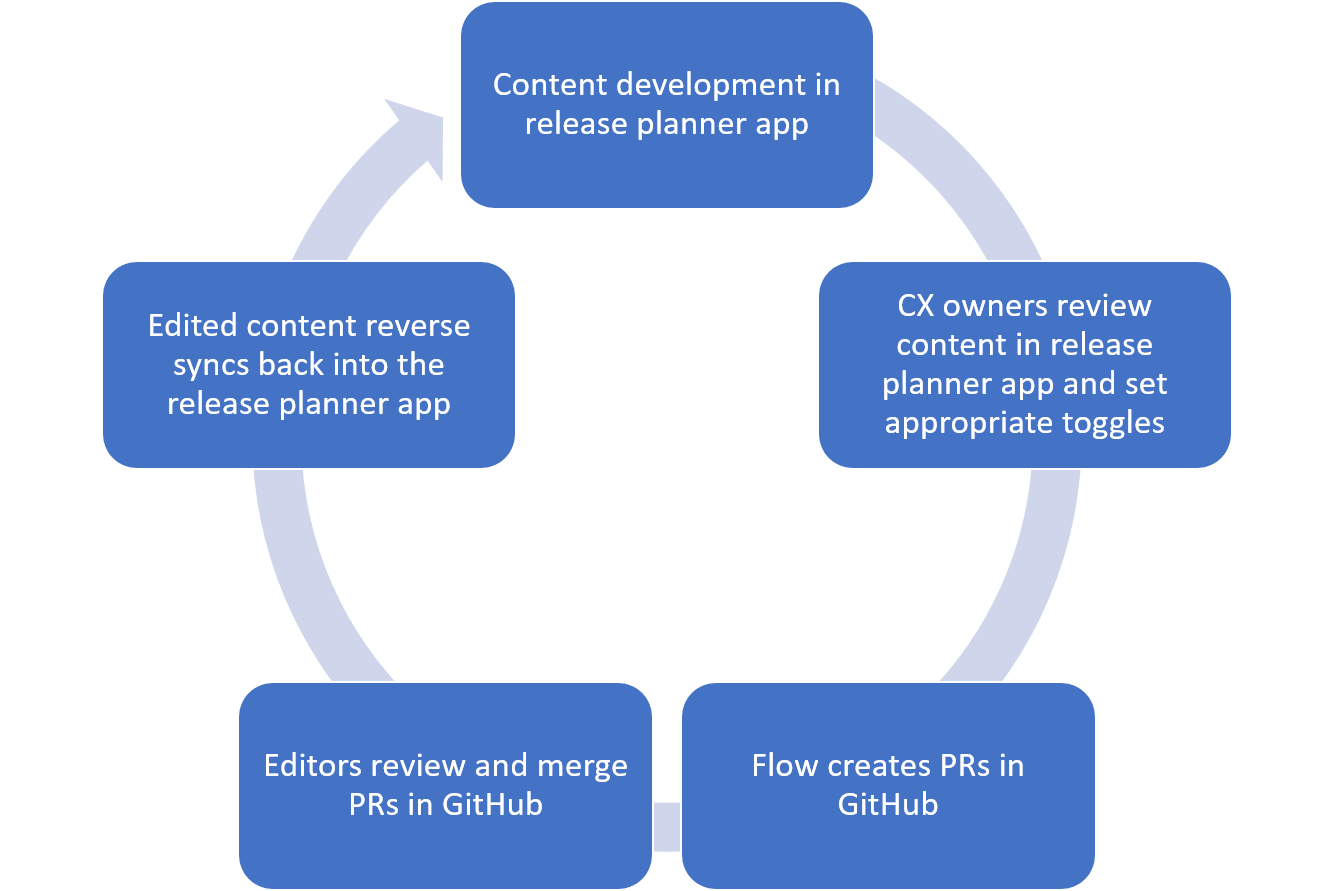 Content development in
release planner app
CX owners review
content in release
planner app and set
appropriate toggles
Flow creates PRs in
GitHub
Editors review and merge
PRs in GitHub
Edited content reverse
syncs back into the
release planner app